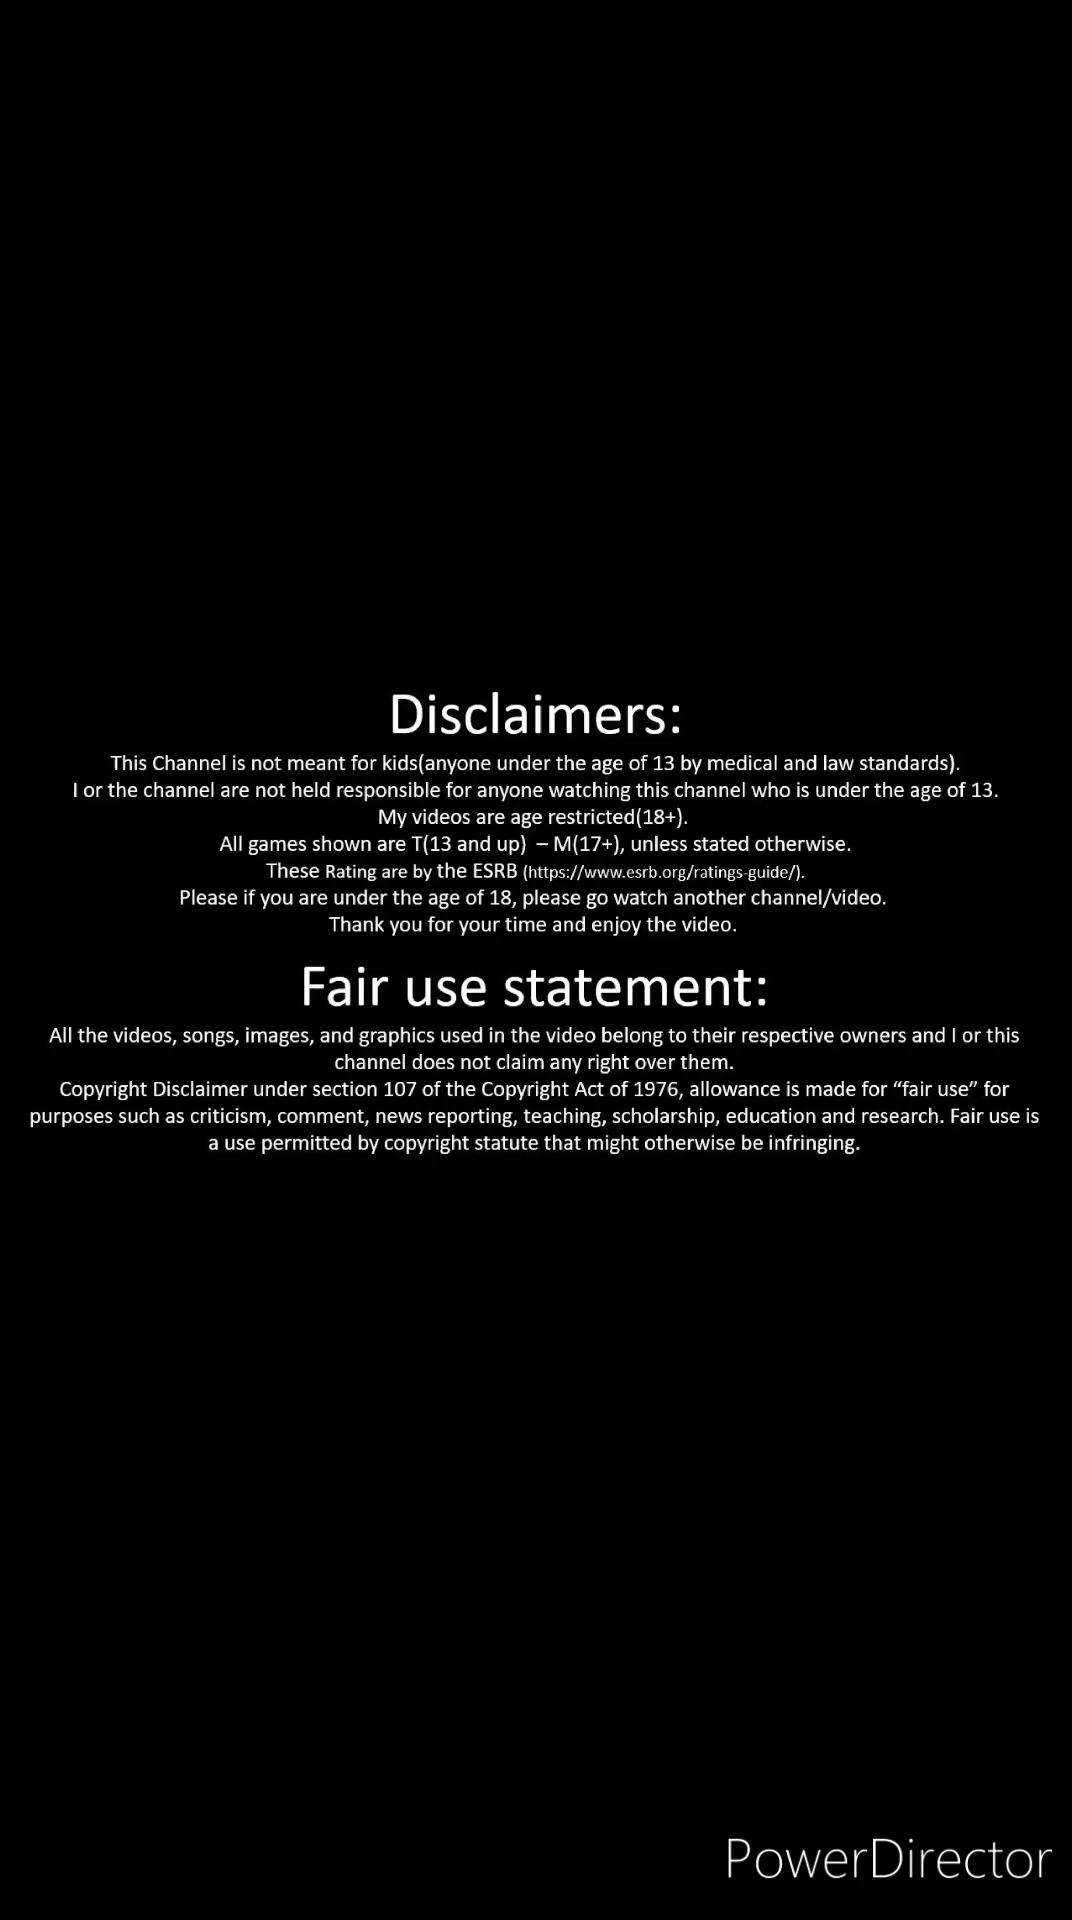 Disclaimers:
This Channel is not meant for kids(anyone under the age of 13 by medical and law standards).
I or the channel are not held responsible for anyone watching this channel who is under the age of 13.
My videos are age restricted(18+).
All games shown are T(13 and up)  – M(17+), unless stated otherwise.
These Rating are by the ESRB (https://www.esrb.org/ratings-guide/).
Please if you are under the age of 18, please go watch another channel/video.
Thank you for your time and enjoy the video.
Fair use statement:
All the videos, songs, images, and graphics used in the video belong to their respective owners and I or this
channel does not claim any right over them.
Copyright Disclaimer under section 107 of the Copyright Act of 1976, allowance is made for “fair use” for
purposes such as criticism, comment, news reporting, teaching, scholarship, education and research. Fair use is
a use permitted by copyright statute that might otherwise be infringing.
PowerDirector